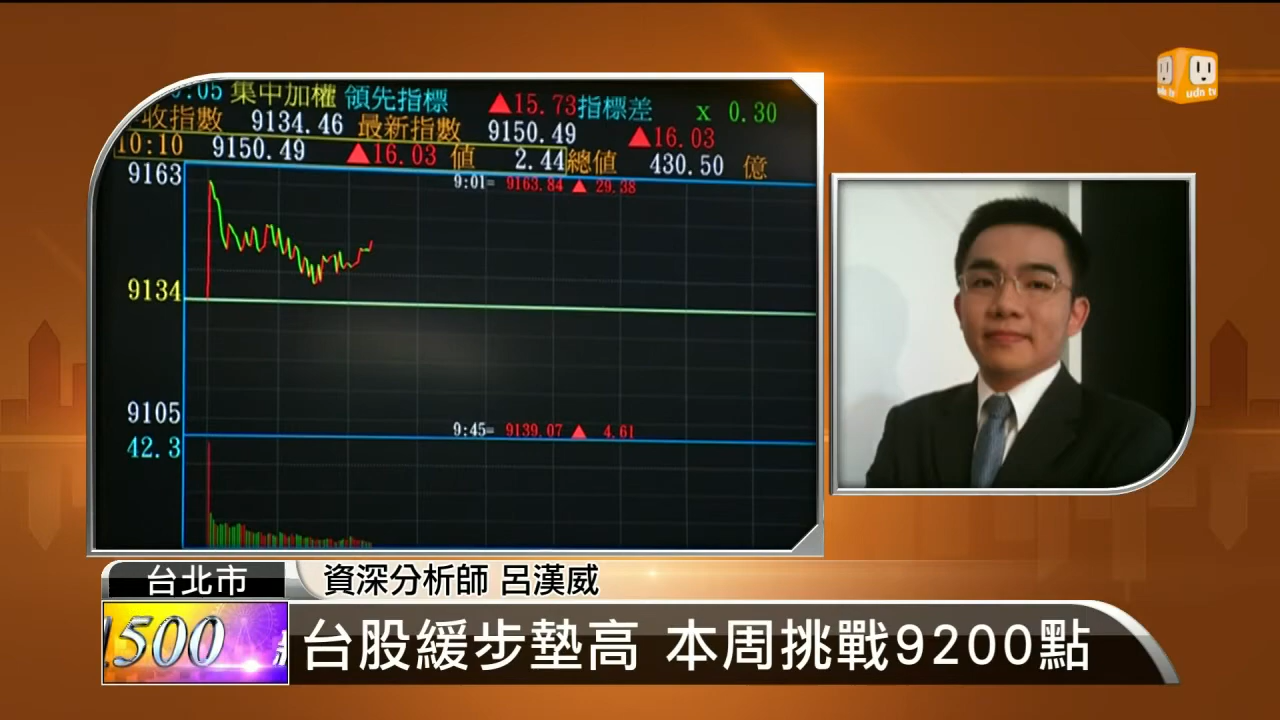 :05 集中加權 領先指標 ▲15.73 指標差 x 0.30
收指數 9134.46 最新指數 9150.49 ▲16.03
10:10 9150.49 ▲16.03 值 2.44 總值 430.50 億
9163
9:01= 9163.84 ▲ 29.38
9134
9105
9:45= 9139.07 ▲ 4.61
42.3
udn tv
台北市
資深分析師 呂漢威
1500
台股緩步墊高 本周挑戰9200點